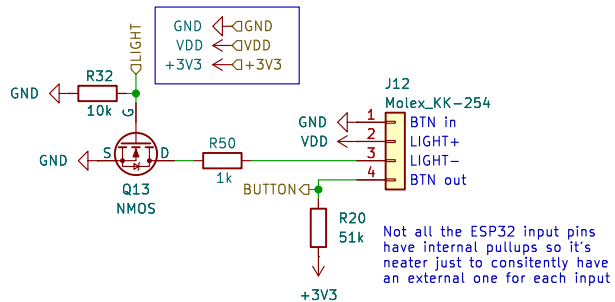 GND GND
VDD VDD
+3V3 +3V3
LIGHT
R32
GND
10k
G
GND
S
D
Q13
NMOS
R50
1k
J12
Molex_KK-254
GND 1 BTN in
VDD 2 LIGHT+
3 LIGHT-
4 BTN out
BUTTON
R20
51k
+3V3
Not all the ESP32 input pins
have internal pullups so it's
neater just to consitently have
an external one for each input